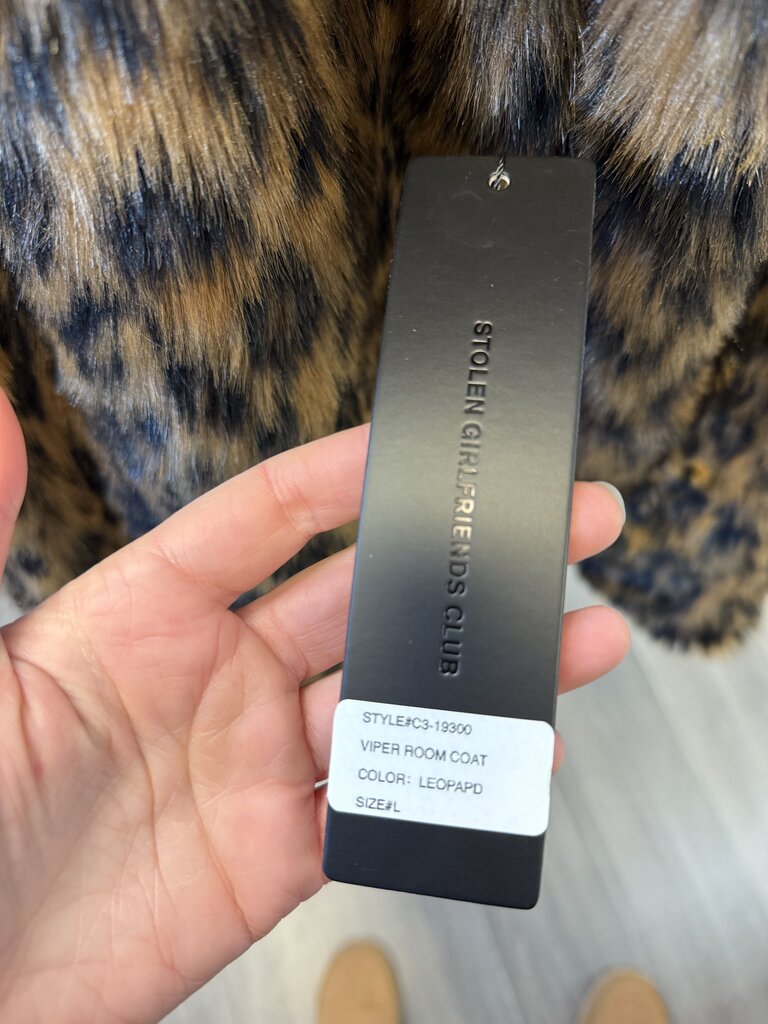 STOLEN GIRLFRIENDS CLUB
STYLE#C3-19300
VIPER ROOM COAT
COLOR: LEOPAPD
SIZE#L